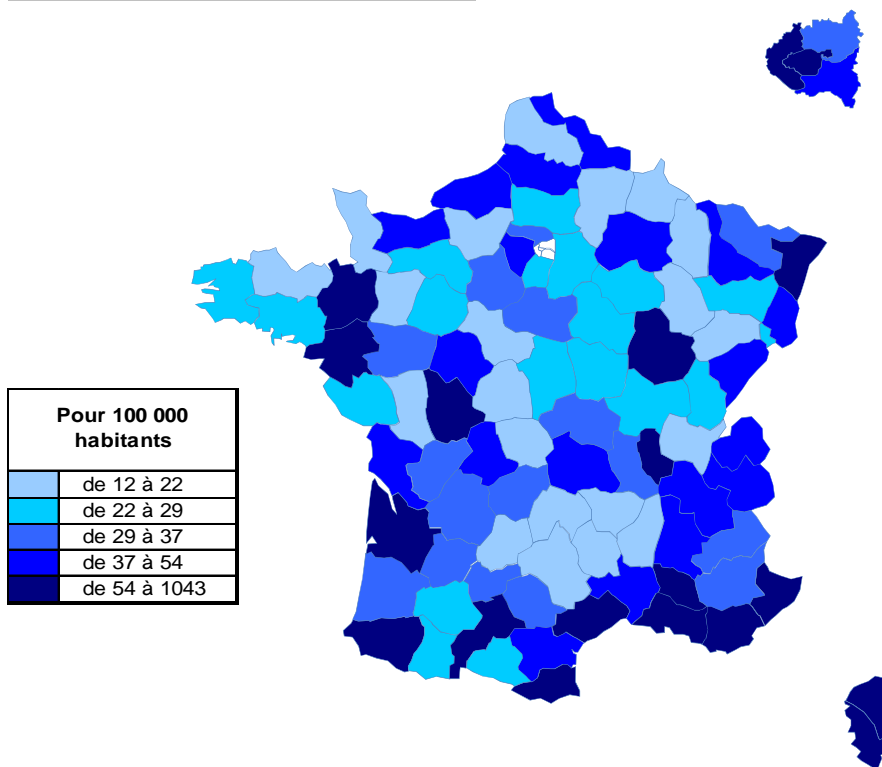 Pour 100 000
habitants
de 12 à 22
de 22 à 29
de 29 à 37
de 37 à 54
de 54 à 1043